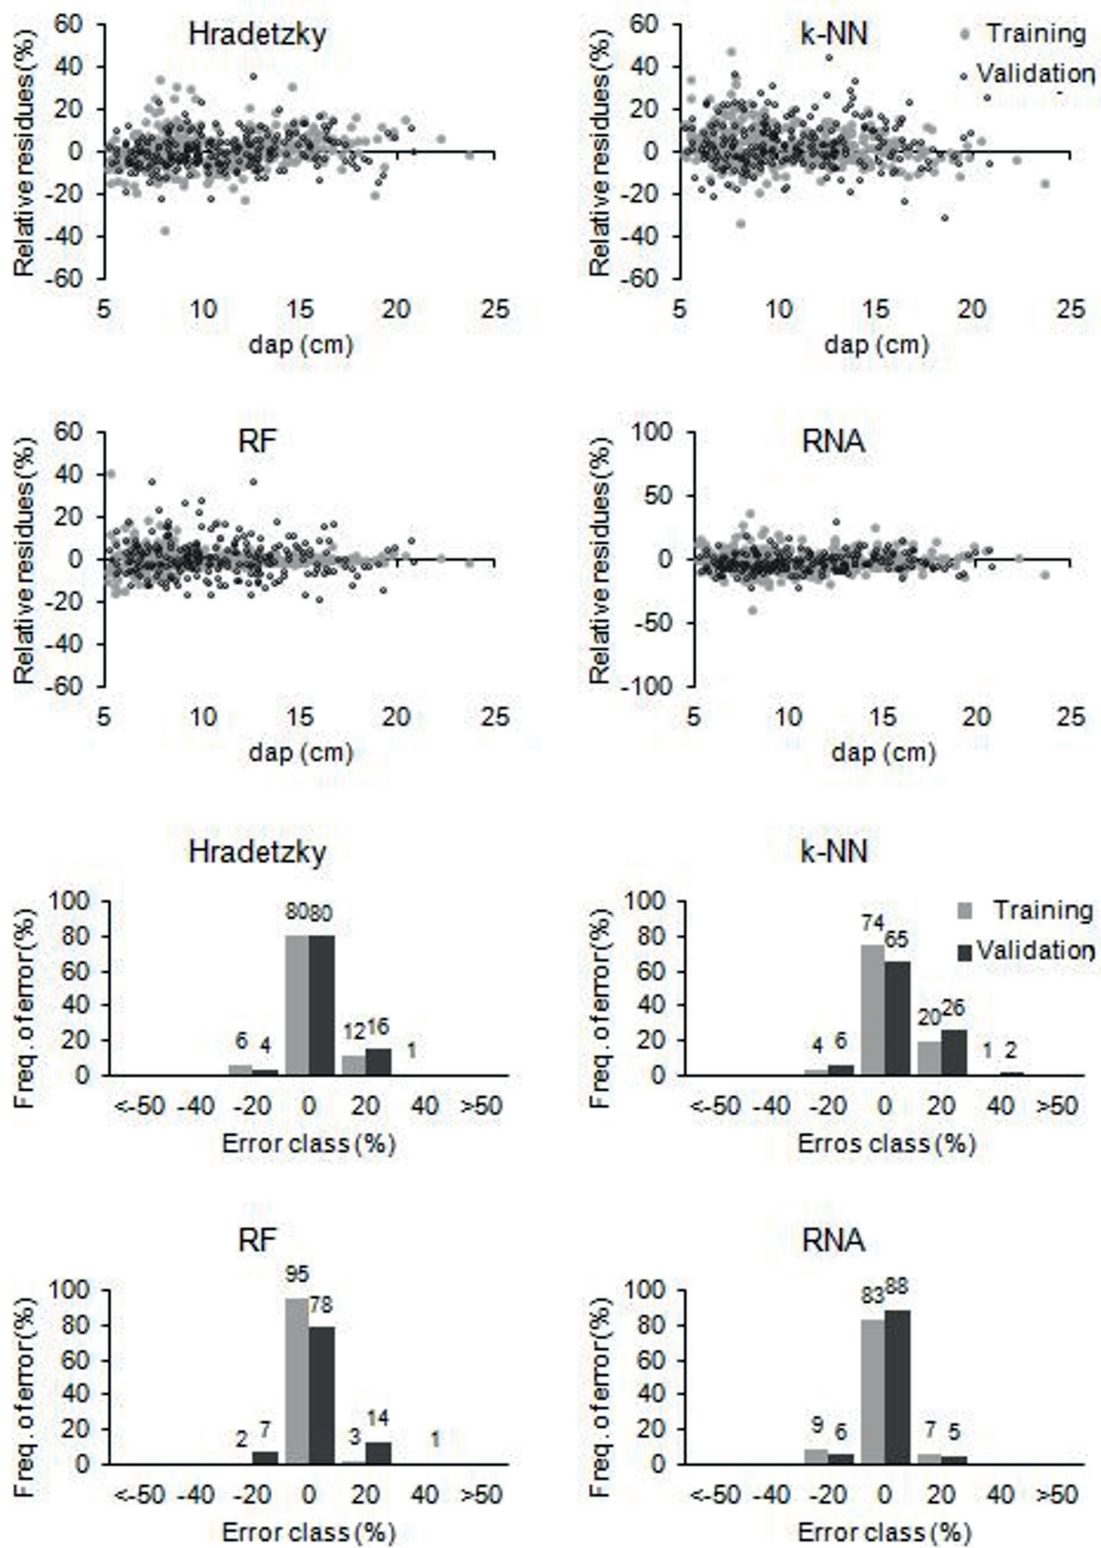 Hradetzky
Relative residues (%)
60
40
20
0
-20
-40
-60
5 10 15 20 25
dap (cm)
k-NN
Training
Validation
Relative residues (%)
60
40
20
0
-20
-40
-60
5 10 15 20 25
dap (cm)
RF
Relative residues (%)
60
40
20
0
-20
-40
-60
5 10 15 20 25
dap (cm)
RNA
Relative residues (%)
100
50
0
-50
-100
5 10 15 20 25
dap (cm)
Hradetzky
Freq. of error (%)
100
80
60
40
20
0
6 4 80 80 12 16 1
<-50 -40 -20 0 20 40 >50
Error class (%)
k-NN
Training
Validation
Freq. of error (%)
100
80
60
40
20
0
4 6 74 65 20 26 1 2
<-50 -40 -20 0 20 40 >50
Erros class (%)
RF
Freq. of error (%)
100
80
60
40
20
0
2 7 95 78 3 14 1
<-50 -40 -20 0 20 40 >50
Error class (%)
RNA
Freq. of error (%)
100
80
60
40
20
0
9 6 83 88 7 5
<-50 -40 -20 0 20 40 >50
Error class (%)